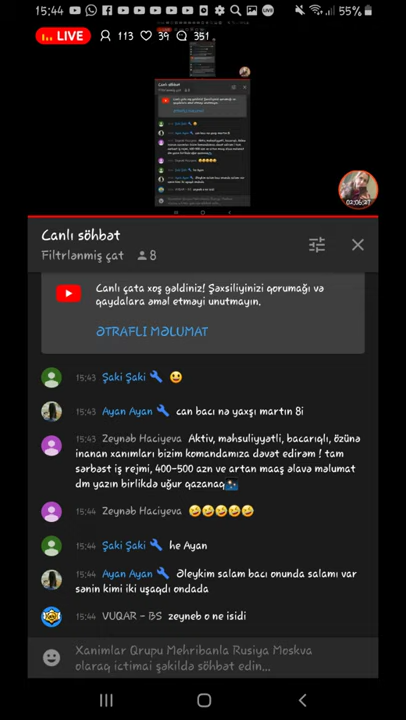 15:44
LIVE
55%
LIVE 113 39 351
02:06:27
Canlı söhbət
Filtrlənmiş çat 8
Canlı çata xoş gəldiniz! Şəxsiliyinizi qorumağı və
qaydalara əməl etməyi unutmayın.
ƏTRAFLI MƏLUMAT
15:43 Şaki Şaki 😉
15:43 Ayan Ayan can bacı nə yaxşı martın 8i
15:43 Zeynəb Haciyeva Aktiv, məhsuliyyətli, bacarıqlı, özünə
inanan xanımları bizim komandamıza dəvət edirəm ! tam
sərbəst iş rejmi, 400-500 azn və artan maaş əlavə məlumat
dm yazın birlikdə uğur qazanaq
15:44 Zeynəb Haciyeva 🤣🤣🤣🤣🤣
15:44 Şaki Şaki he Ayan
15:44 Ayan Ayan Əleykim salam bacı onunda salamı var
sənin kimi iki uşaqdı ondada
15:44 VUQAR - BS zeyneb o ne isidi
Xanimlar Qrupu Mehribanla Rusiya Moskva
olaraq ictimai şəkildə söhbət edin...